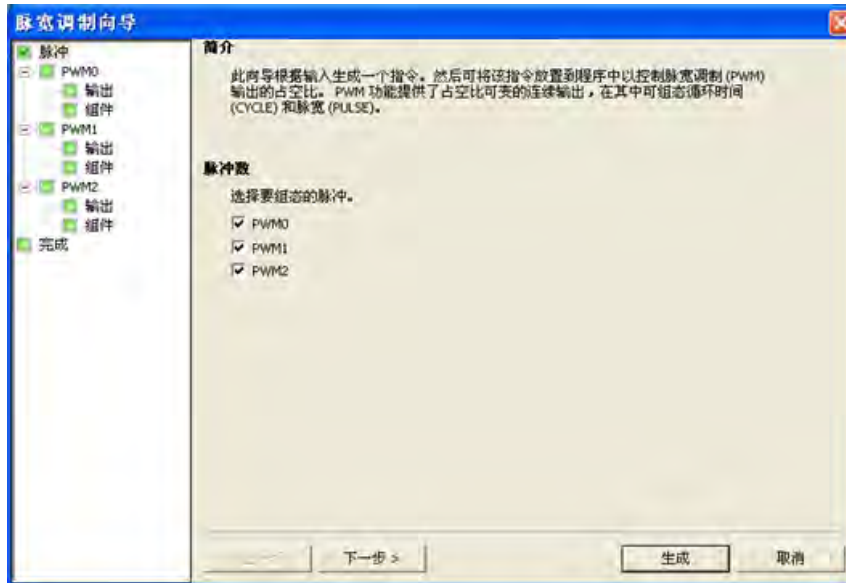 脉宽调制向导
脉冲
PWM0
输出
组件
PWM1
输出
组件
PWM2
输出
组件
完成
简介
此向导根据输入生成一个指令。然后可将该指令放置到程序中以控制脉宽调制 (PWM)
输出的占空比。 PWM 功能提供了占空比可变的连续输出，在其中可组态循环时间
(CYCLE) 和脉宽 (PULSE)。
脉冲数
选择要组态的脉冲。
PWM0
PWM1
PWM2
下一步 >
生成
取消